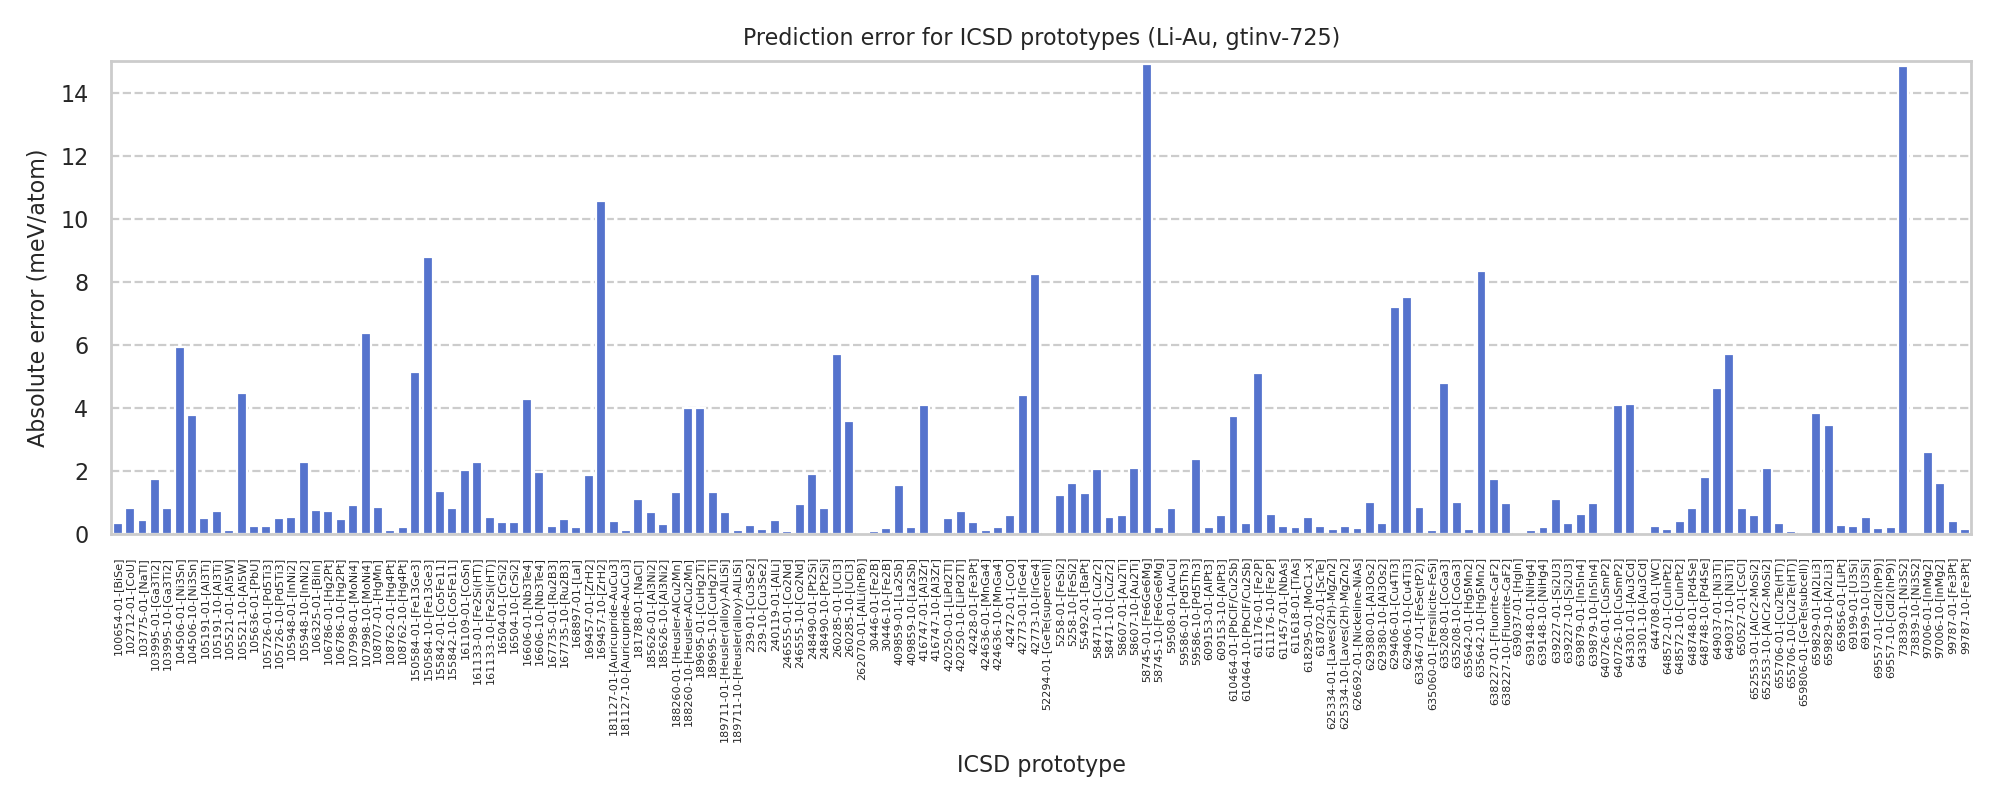 Prediction error for ICSD prototypes (Li-Au, gtinv-725)
Absolute error (meV/atom)
14
12
10
8
6
4
2
0
100654-01-[BiSe]
102712-01-[CoU]
103775-01-[NaTl]
103995-01-[Ga3Ti2]
103995-10-[Ga3Ti2]
104506-01-[Ni3Sn]
104506-10-[Ni3Sn]
105191-01-[Al3Ti]
105191-10-[Al3Ti]
105521-01-[Al5W]
105521-10-[Al5W]
105636-01-[PbU]
105726-01-[Pd5Ti3]
105726-10-[Pd5Ti3]
105948-01-[InNi2]
105948-10-[InNi2]
106325-01-[BiIn]
106786-01-[Hg2Pt]
106786-10-[Hg2Pt]
107998-01-[MoNi4]
107998-10-[MoNi4]
108707-01-[HgMn]
108762-01-[Hg4Pt]
108762-10-[Hg4Pt]
150584-01-[Fe13Ge3]
150584-10-[Fe13Ge3]
155842-01-[Co5Fe11]
155842-10-[Co5Fe11]
161109-01-[CoSn]
161133-01-[Fe2Si(HT)]
161133-10-[Fe2Si(HT)]
16504-01-[CrSi2]
16504-10-[CrSi2]
16606-01-[Nb3Te4]
16606-10-[Nb3Te4]
167735-01-[Ru2B3]
167735-10-[Ru2B3]
168897-01-[LaI]
169457-01-[ZrH2]
169457-10-[ZrH2]
181127-01-[Auricupride-AuCu3]
181127-10-[Auricupride-AuCu3]
181788-01-[NaCl]
185626-01-[Al3Ni2]
185626-10-[Al3Ni2]
188260-01-[Heusler-AlCu2Mn]
188260-10-[Heusler-AlCu2Mn]
189695-01-[CuHg2Ti]
189695-10-[CuHg2Ti]
189711-01-[Heusler(alloy)-AlLiSi]
189711-10-[Heusler(alloy)-AlLiSi]
239-01-[Cu3Se2]
239-10-[Cu3Se2]
240119-01-[AlLi]
246555-01-[Co2Nd]
246555-10-[Co2Nd]
248490-01-[Pt2Si]
248490-10-[Pt2Si]
260285-01-[UCl3]
260285-10-[UCl3]
262070-01-[AlLi(hP8)]
30446-01-[Fe2B]
30446-10-[Fe2B]
409859-01-[La2Sb]
409859-10-[La2Sb]
416747-01-[Al3Zr]
416747-10-[Al3Zr]
420250-01-[LiPd2Tl]
420250-10-[LiPd2Tl]
42428-01-[Fe3Pt]
424636-01-[MnGa4]
424636-10-[MnGa4]
42472-01-[CoO]
42773-01-[IrGe4]
42773-10-[IrGe4]
52294-01-[GeTe(supercell)]
5258-01-[FeSi2]
5258-10-[FeSi2]
55492-01-[BaPt]
58471-01-[CuZr2]
58471-10-[CuZr2]
58607-01-[Au2Ti]
58607-10-[Au2Ti]
58745-01-[Fe6Ge6Mg]
58745-10-[Fe6Ge6Mg]
59508-01-[AuCu]
59586-01-[Pd5Th3]
59586-10-[Pd5Th3]
609153-01-[AlPt3]
609153-10-[AlPt3]
610464-01-[PbClF/Cu2Sb]
610464-10-[PbClF/Cu2Sb]
611176-01-[Fe2P]
611176-10-[Fe2P]
611457-01-[NbAs]
611618-01-[TiAs]
618295-01-[MoC1-x]
618702-01-[ScTe]
625334-01-[Laves(2H)-MgZn2]
625334-10-[Laves(2H)-MgZn2]
626692-01-[Nickeline-NiAs]
629380-01-[Al3Os2]
629380-10-[Al3Os2]
629406-01-[Cu4Ti3]
629406-10-[Cu4Ti3]
633467-01-[FeSe(tP2)]
635060-01-[Fersilicite-FeSi]
635208-01-[CoGa3]
635208-10-[CoGa3]
635642-01-[Hg5Mn2]
635642-10-[Hg5Mn2]
638227-01-[Fluorite-CaF2]
638227-10-[Fluorite-CaF2]
639037-01-[HgIn]
639148-01-[NiHg4]
639148-10-[NiHg4]
639227-01-[Si2U3]
639227-10-[Si2U3]
639879-01-[In5In4]
639879-10-[In5In4]
640726-01-[CuSmP2]
640726-10-[CuSmP2]
643301-01-[Au3Cd]
643301-10-[Au3Cd]
644708-01-[WC]
648572-01-[CuInPt2]
648572-10-[CuInPt2]
648748-01-[Pd4Se]
648748-10-[Pd4Se]
649037-01-[Ni3Ti]
649037-10-[Ni3Ti]
650527-01-[CsCl]
652553-01-[AlCr2-MoSi2]
652553-10-[AlCr2-MoSi2]
655706-01-[Cu2Te(HT)]
655706-10-[Cu2Te(HT)]
659806-01-[GeTe(subcell)]
659829-01-[Al2Li3]
659829-10-[Al2Li3]
659856-01-[LiPt]
69199-01-[U3Si]
69199-10-[U3Si]
69557-01-[CdI2(hP9)]
69557-10-[CdI2(hP9)]
73839-01-[Ni3S2]
73839-10-[Ni3S2]
97006-01-[InMg2]
97006-10-[InMg2]
99787-01-[Fe3Pt]
99787-10-[Fe3Pt]
ICSD prototype